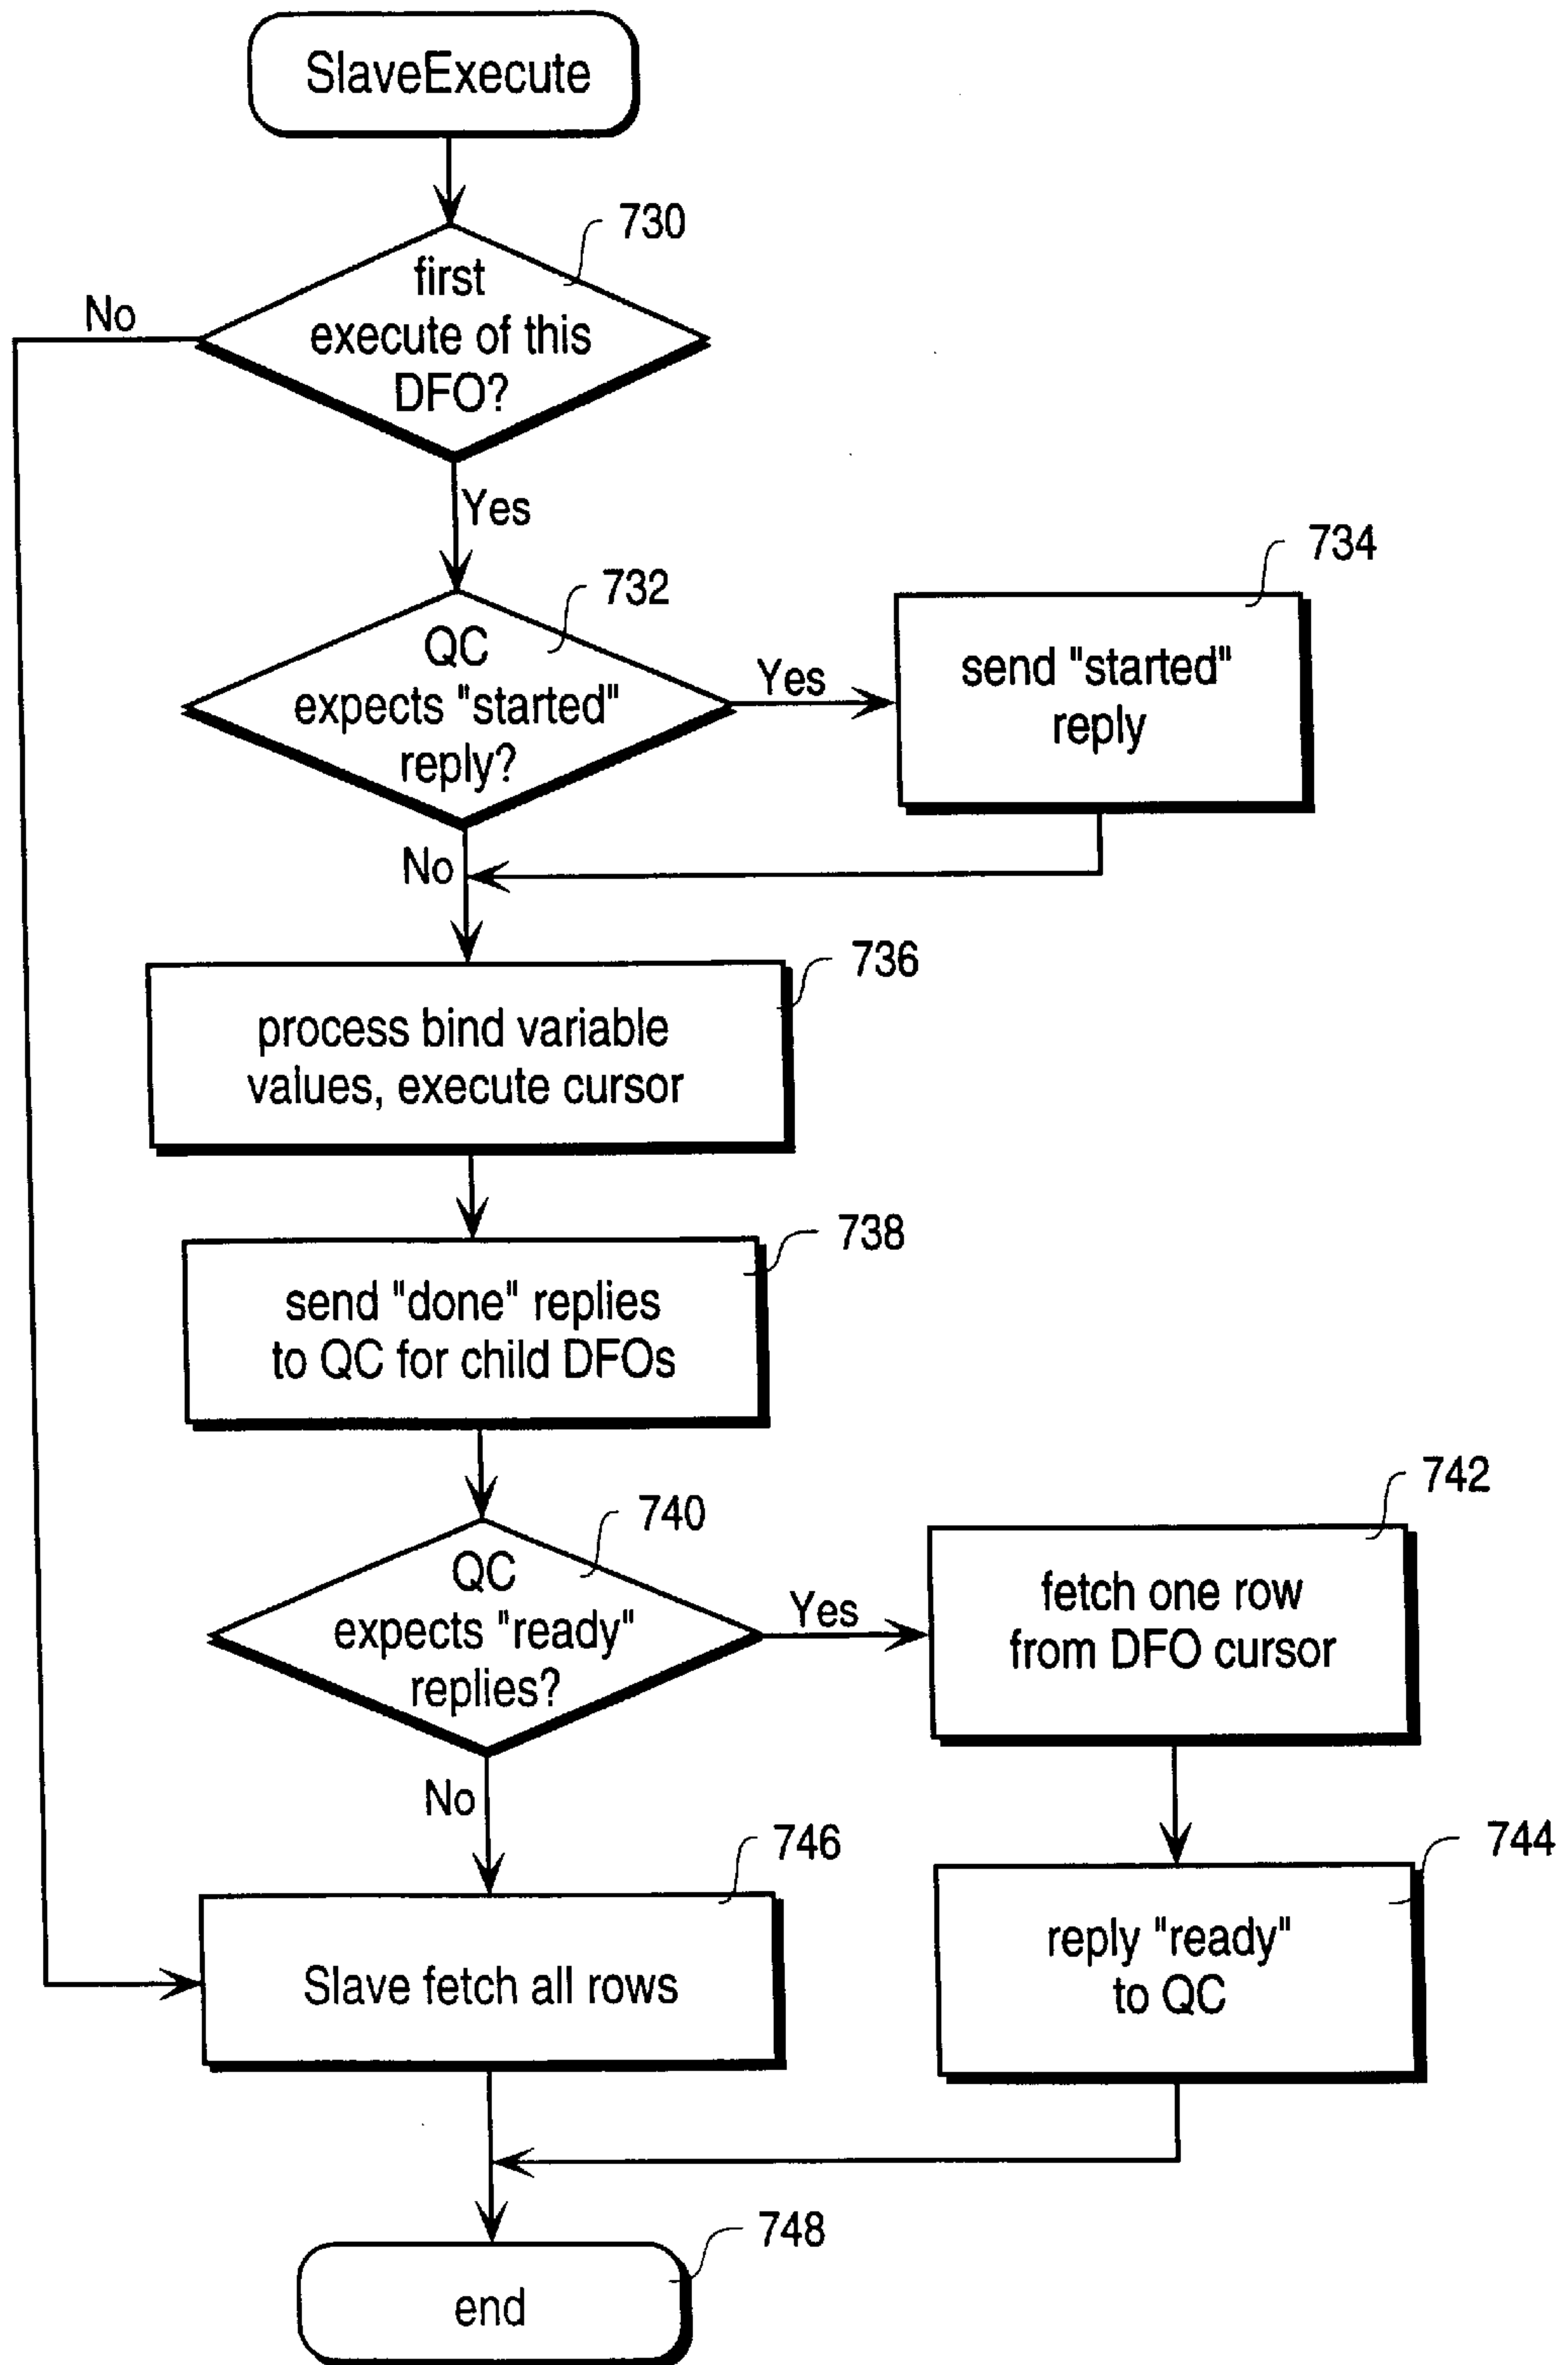 SlaveExecute
730
first
execute of this
DFO?
No
Yes
732
QC
expects "started"
reply?
Yes
734
send "started"
reply
No
736
process bind variable
values, execute cursor
738
send "done" replies
to QC for child DFOs
740
QC
expects "ready"
replies?
Yes
742
fetch one row
from DFO cursor
No
744
reply "ready"
to QC
746
Slave fetch all rows
748
end